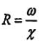 R = ω/χ